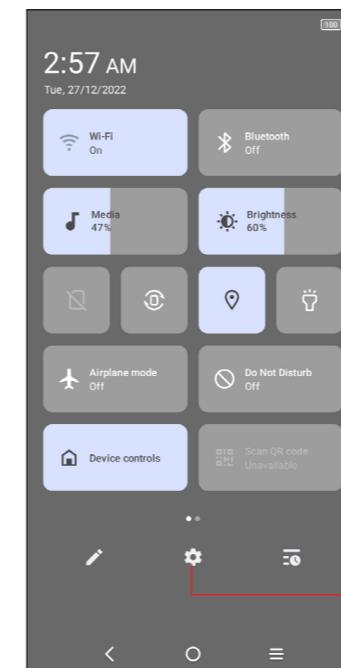 100
2:57 AM
Tue, 27/12/2022
Wi-Fi
On
Bluetooth
Off
Media
47%
Brightness
60%
Airplane mode
Off
Do Not Disturb
Off
Device controls
Scan QR code
Unavailable